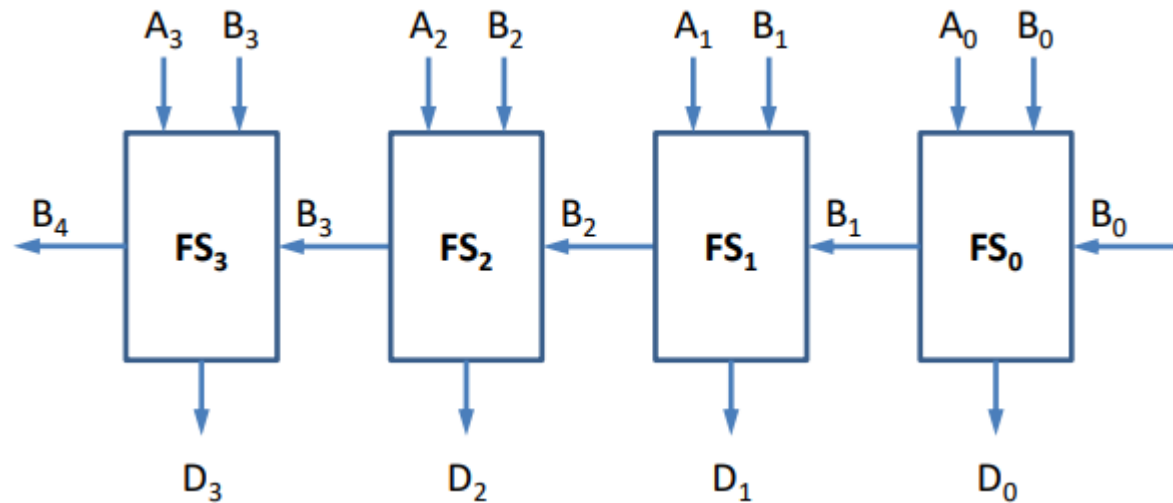 A₃ B₃ A₂ B₂ A₁ B₁ A₀ B₀
B₄ FS₃ B₃ FS₂ B₂ FS₁ B₁ FS₀ B₀
D₃ D₂ D₁ D₀